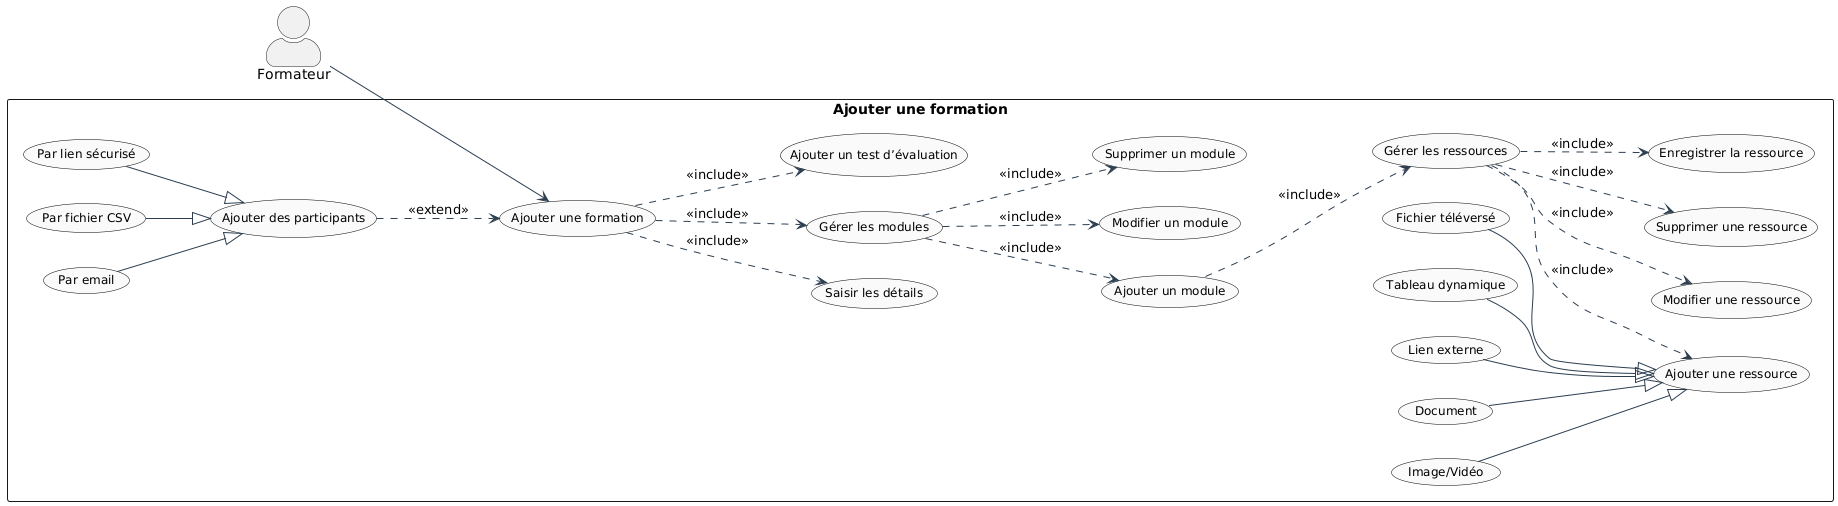 Formateur
Ajouter une formation
Par lien sécurisé
Par fichier CSV
Par email
Ajouter des participants
«extend»
Ajouter une formation
«include»
«include»
«include»
Ajouter un test d’évaluation
Gérer les modules
Saisir les détails
«include»
«include»
«include»
Supprimer un module
Modifier un module
Ajouter un module
«include»
Gérer les ressources
Fichier téléversé
Tableau dynamique
Lien externe
Document
Image/Vidéo
«include»
«include»
«include»
«include»
Enregistrer la ressource
Supprimer une ressource
Modifier une ressource
Ajouter une ressource